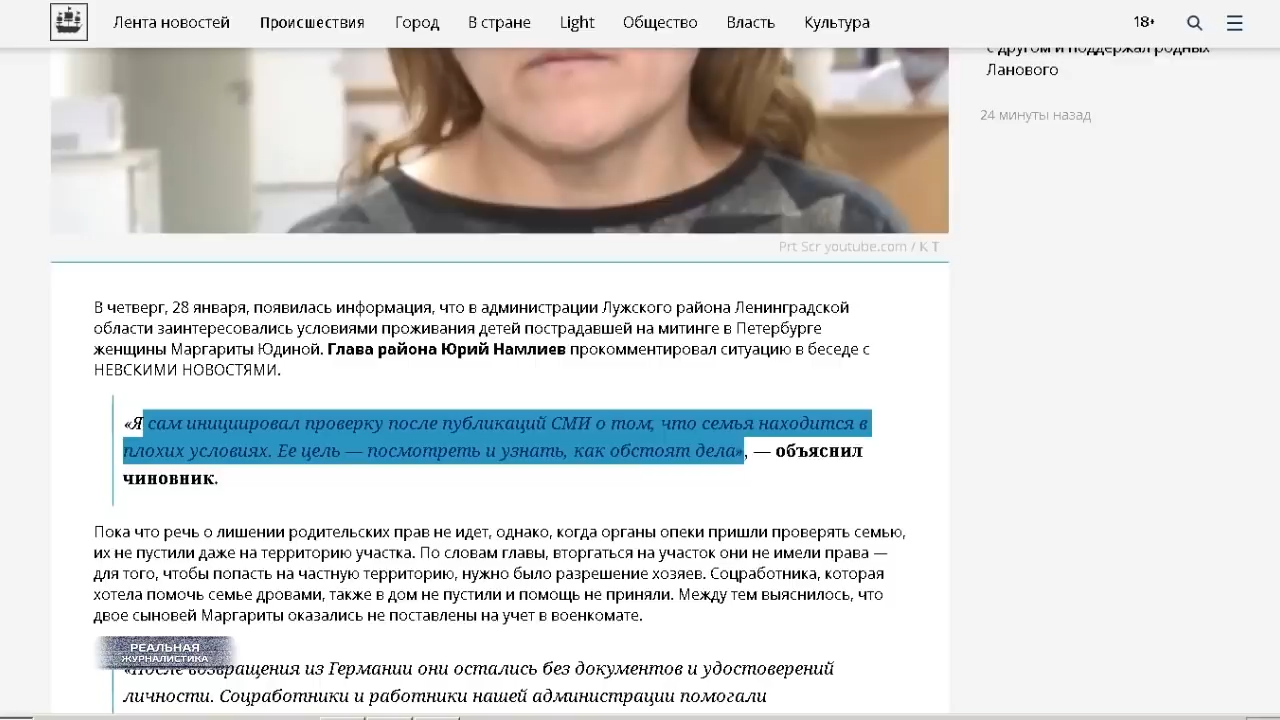 Лента новостей Происшествия Город В стране Light Общество Власть Культура 18+
с другом и поддержал родных
Ланового
24 минуты назад
Prt Scr youtube.com / К Т
В четверг, 28 января, появилась информация, что в администрации Лужского района Ленинградской
области заинтересовались условиями проживания детей пострадавшей на митинге в Петербурге
женщины Маргариты Юдиной. Глава района Юрий Намлиев прокомментировал ситуацию в беседе с
НЕВСКИМИ НОВОСТЯМИ.
«Я сам инициировал проверку после публикаций СМИ о том, что семья находится в
плохих условиях. Ее цель — посмотреть и узнать, как обстоят дела», — объяснил
чиновник.
Пока что речь о лишении родительских прав не идет, однако, когда органы опеки пришли проверять семью,
их не пустили даже на территорию участка. По словам главы, вторгаться на участок они не имели права —
для того, чтобы попасть на частную территорию, нужно было разрешение хозяев. Соцработника, которая
хотела помочь семье дровами, также в дом не пустили и помощь не приняли. Между тем выяснилось, что
двое сыновей Маргариты оказались не поставлены на учет в военкомате.
РЕАЛЬНАЯ
ЖУРНАЛИСТИКА
«После возвращения из Германии они остались без документов и удостоверений
личности. Соцработники и работники нашей администрации помогали